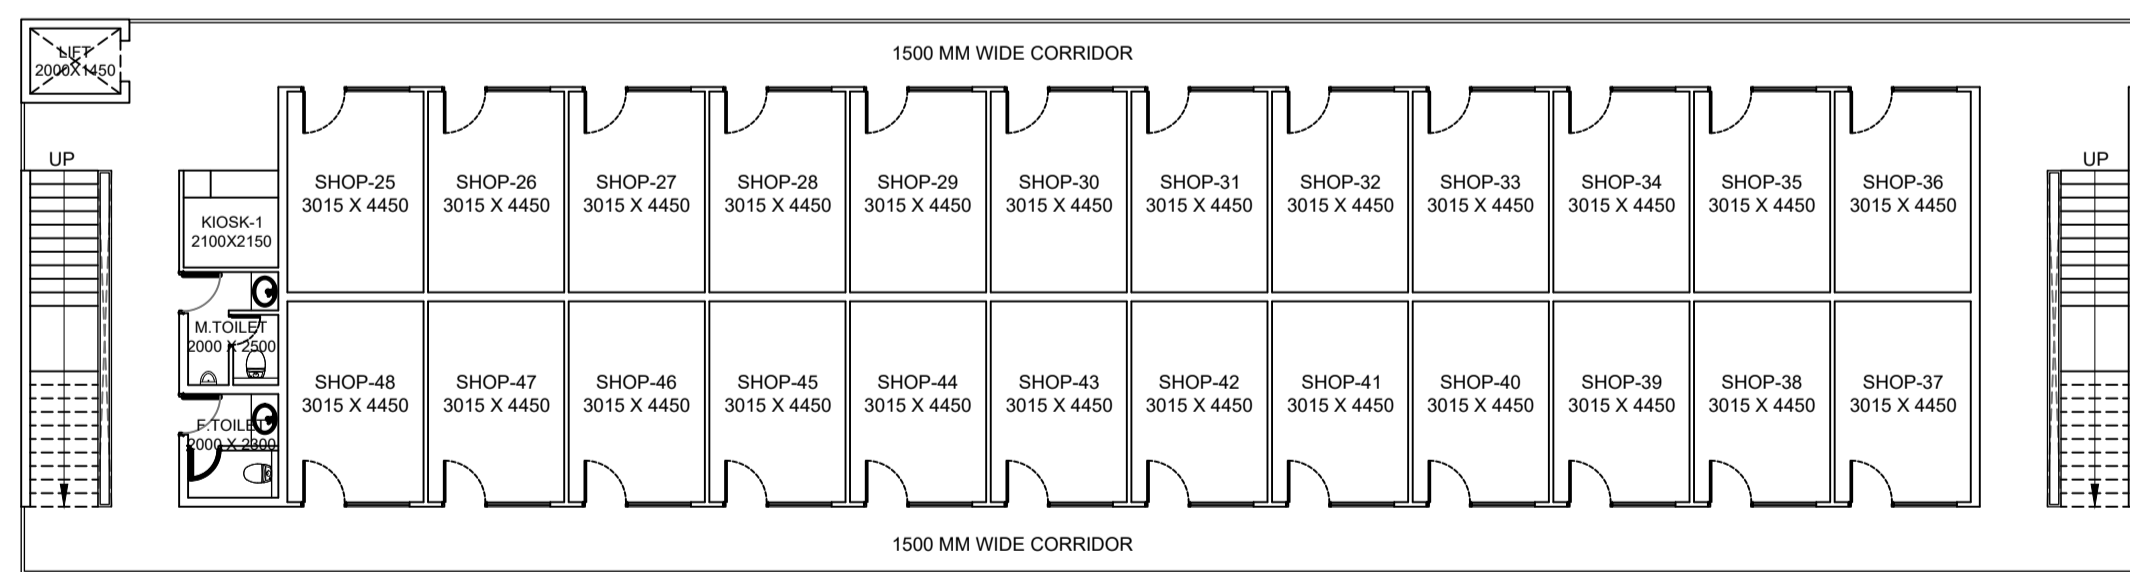 LIFT
2000X1450
1500 MM WIDE CORRIDOR
UP
UP
SHOP-25
3015 X 4450
SHOP-26
3015 X 4450
SHOP-27
3015 X 4450
SHOP-28
3015 X 4450
SHOP-29
3015 X 4450
SHOP-30
3015 X 4450
SHOP-31
3015 X 4450
SHOP-32
3015 X 4450
SHOP-33
3015 X 4450
SHOP-34
3015 X 4450
SHOP-35
3015 X 4450
SHOP-36
3015 X 4450
KIOSK-1
2100X2150
M.TOILET
2000 X 2500
SHOP-48
3015 X 4450
SHOP-47
3015 X 4450
SHOP-46
3015 X 4450
SHOP-45
3015 X 4450
SHOP-44
3015 X 4450
SHOP-43
3015 X 4450
SHOP-42
3015 X 4450
SHOP-41
3015 X 4450
SHOP-40
3015 X 4450
SHOP-39
3015 X 4450
SHOP-38
3015 X 4450
SHOP-37
3015 X 4450
F.TOILET
2000 X 2300
1500 MM WIDE CORRIDOR